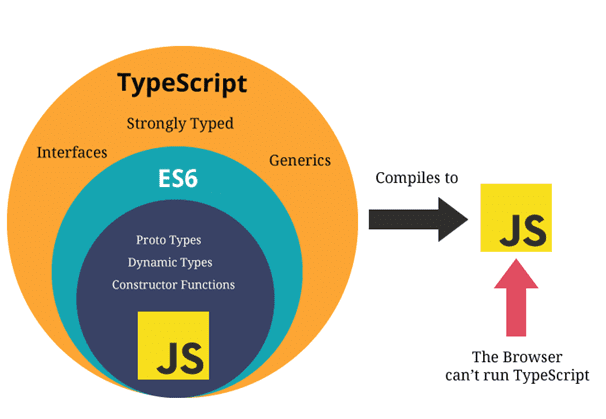 TypeScript
Strongly Typed
Interfaces
Generics
ES6
Proto Types
Dynamic Types
Constructor Functions
JS
Compiles to
JS
The Browser
can't run TypeScript